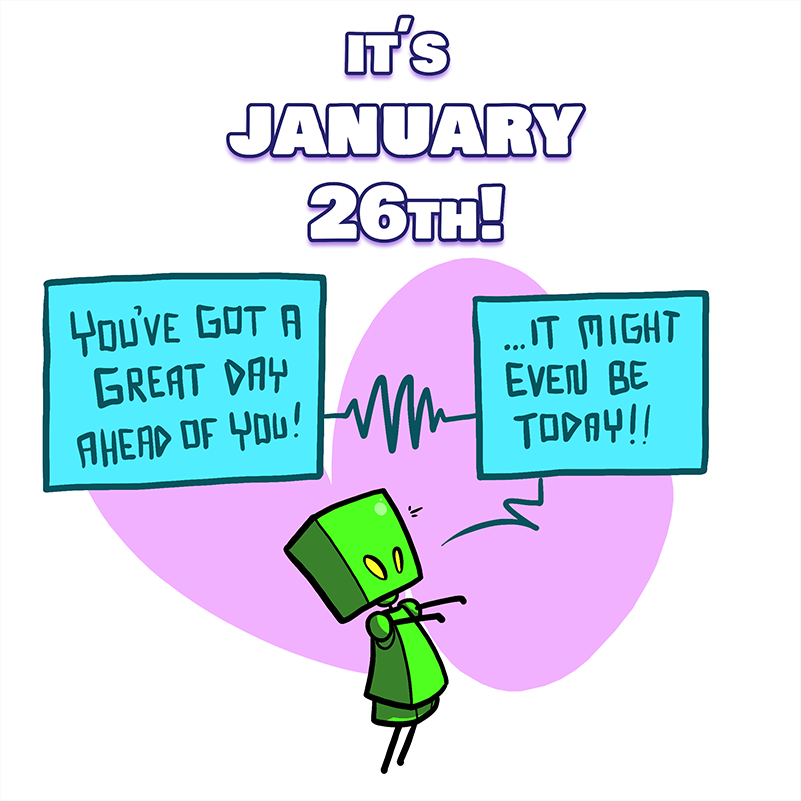 IT'S
JANUARY
26TH!
YOU'VE GOT A
GREAT DAY
AHEAD OF YOU!
...IT MIGHT
EVEN BE
TODAY!!